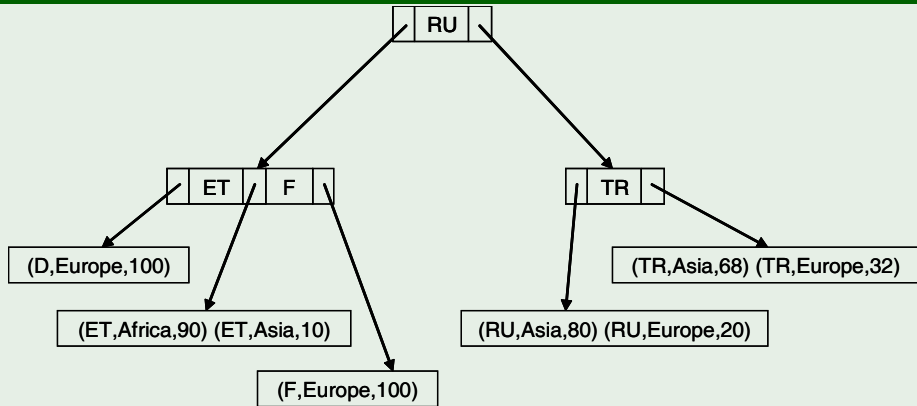 RU
ET F
TR
(D,Europe,100)
(TR,Asia,68) (TR,Europe,32)
(ET,Africa,90) (ET,Asia,10)
(RU,Asia,80) (RU,Europe,20)
(F,Europe,100)